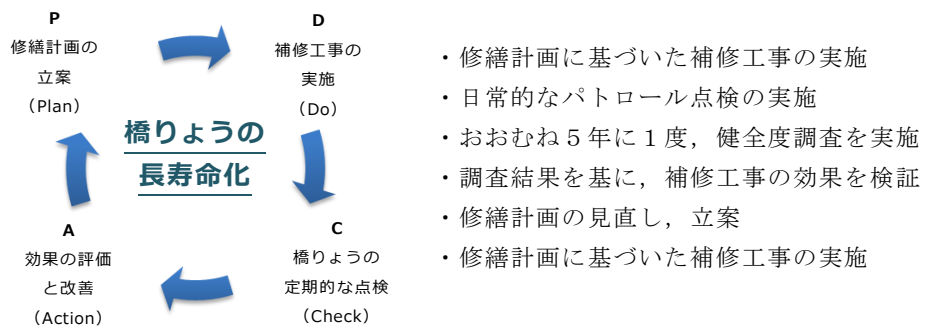 P
修繕計画の
立案
（Plan）
D
補修工事の
実施
（Do）
C
橋りょうの
定期的な点検
（Check）
A
効果の評価
と改善
（Action）
橋りょうの
長寿命化
・修繕計画に基づいた補修工事の実施
・日常的なパトロール点検の実施
・おおむね５年に１度，健全度調査を実施
・調査結果を基に，補修工事の効果を検証
・修繕計画の見直し，立案
・修繕計画に基づいた補修工事の実施